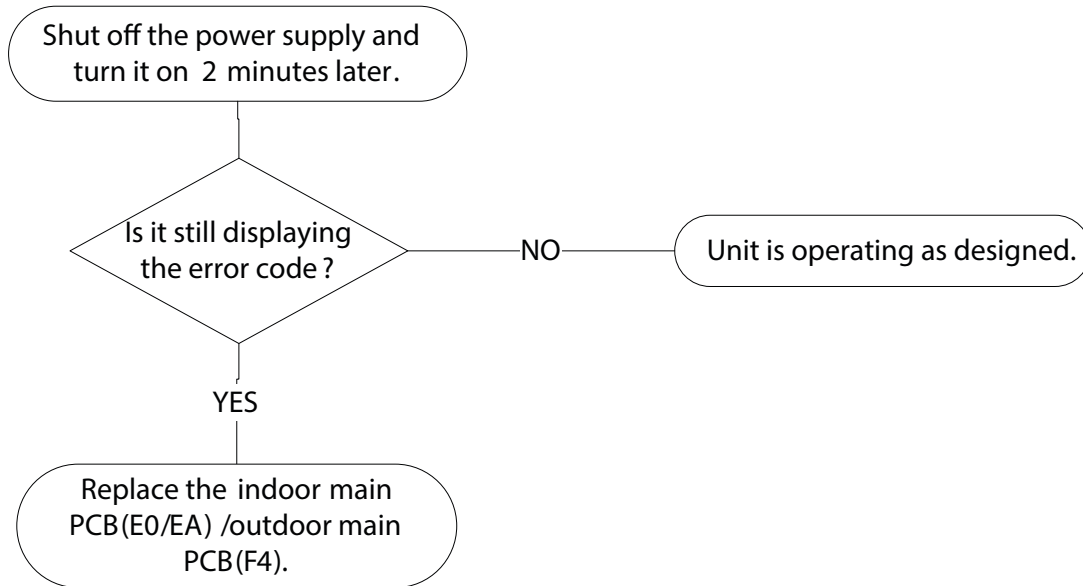 Shut off the power supply and
turn it on 2 minutes later.
Is it still displaying
the error code?
NO
Unit is operating as designed.
YES
Replace the indoor main
PCB(E0/EA) /outdoor main
PCB(F4).